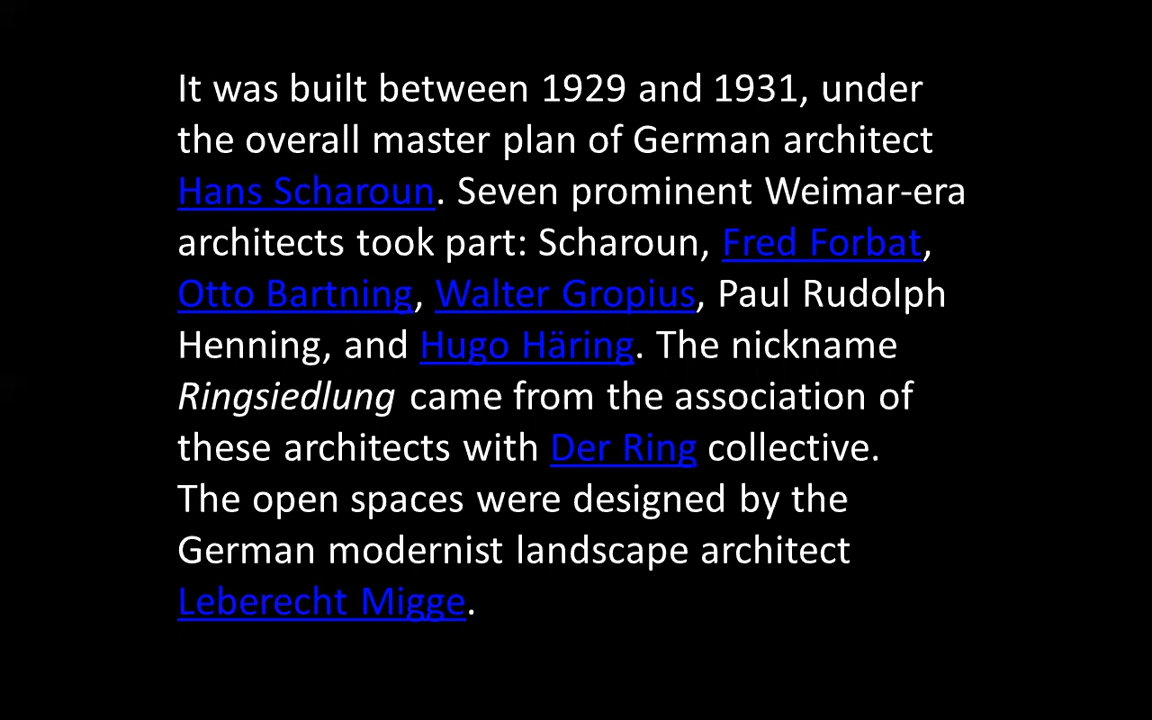 It was built between 1929 and 1931, under
the overall master plan of German architect
Hans Scharoun. Seven prominent Weimar-era
architects took part: Scharoun, Fred Forbat,
Otto Bartning, Walter Gropius, Paul Rudolph
Henning, and Hugo Häring. The nickname
Ringsiedlung came from the association of
these architects with Der Ring collective.
The open spaces were designed by the
German modernist landscape architect
Leberecht Migge.